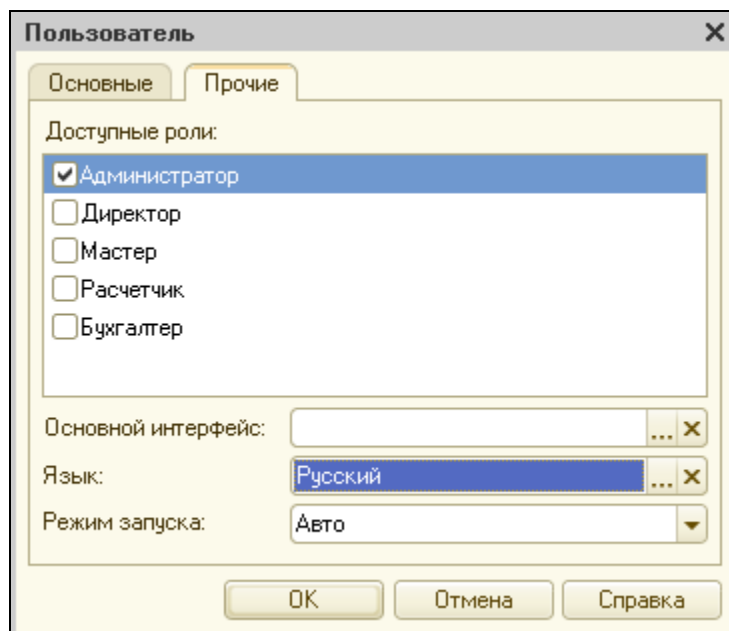 Пользователь
Основные Прочие
Доступные роли:
Администратор
Директор
Мастер
Расчетчик
Бухгалтер
Основной интерфейс: ...
Язык: Русский ...
Режим запуска: Авто
OK Отмена Справка